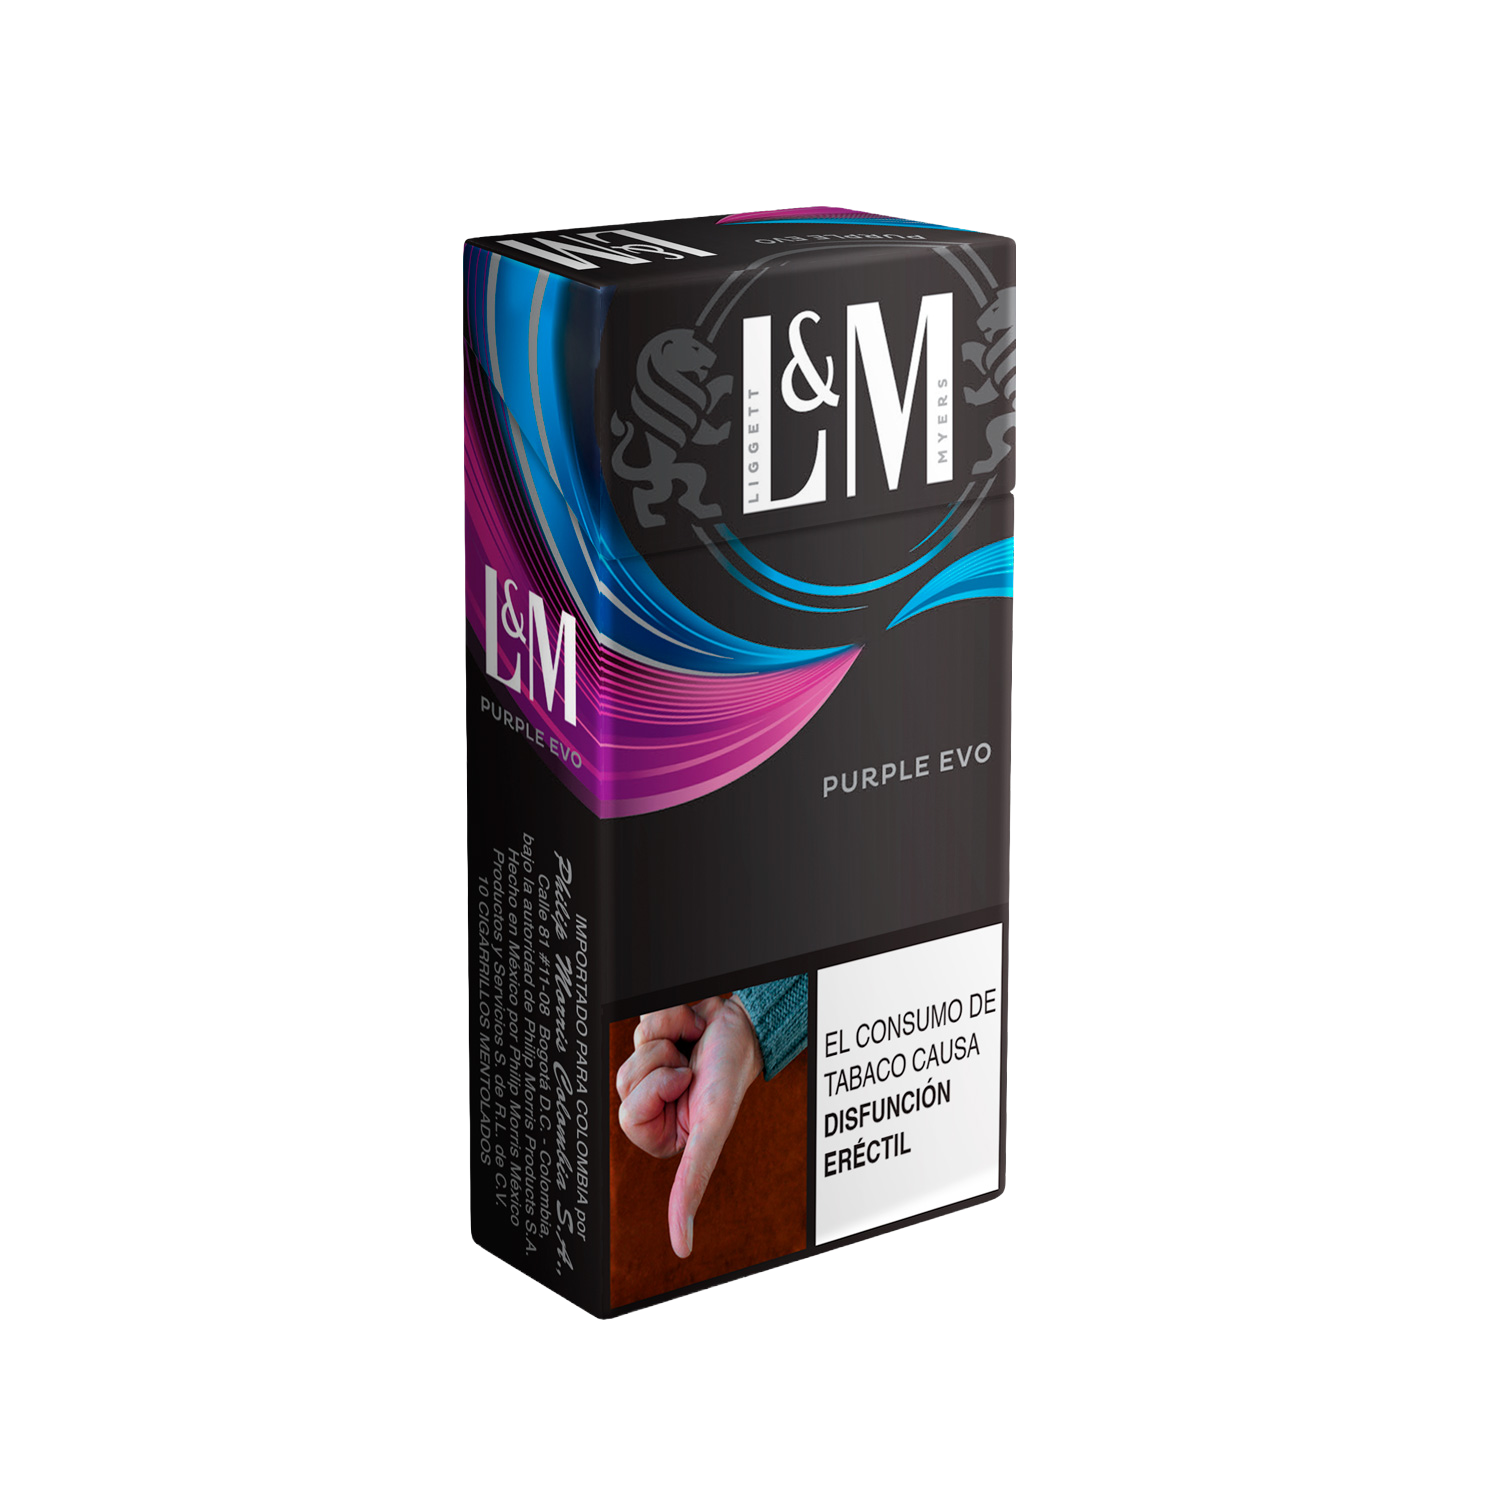 L&M
PURPLE EVO
L&M
LIGGETT
MYERS
PURPLE EVO
L&M
PURPLE EVO
IMPORTADO PARA COLOMBIA por
Philip Morris Colombia S.A.,
Calle 81 #11-08 Bogotá D.C. - Colombia,
bajo la autoridad de Philip Morris Products S.A.
Hecho en México por Philip Morris México
Productos y Servicios S. de R.L. de C.V.
10 CIGARRILLOS MENTOLADOS
EL CONSUMO DE
TABACO CAUSA
DISFUNCIÓN
ERÉCTIL